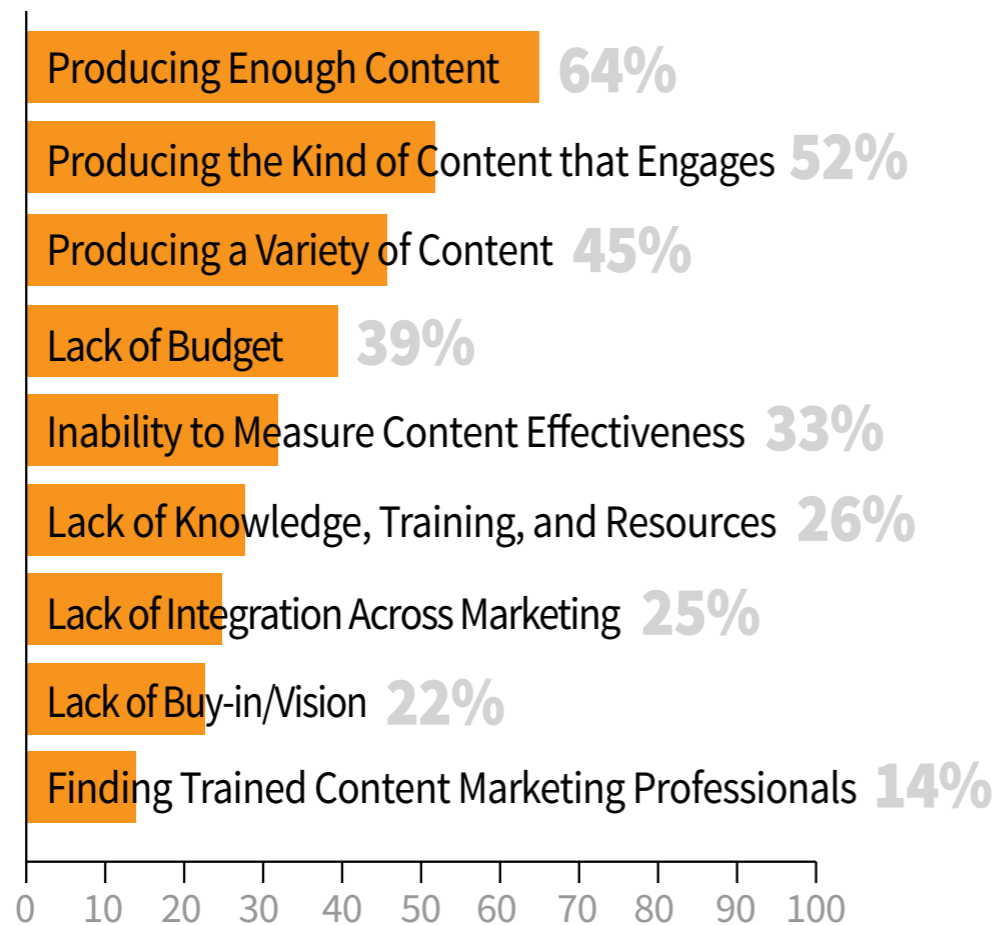 Producing Enough Content 64%
Producing the Kind of Content that Engages 52%
Producing a Variety of Content 45%
Lack of Budget 39%
Inability to Measure Content Effectiveness 33%
Lack of Knowledge, Training, and Resources 26%
Lack of Integration Across Marketing 25%
Lack of Buy-in/Vision 22%
Finding Trained Content Marketing Professionals 14%
0 10 20 30 40 50 60 70 80 90 100